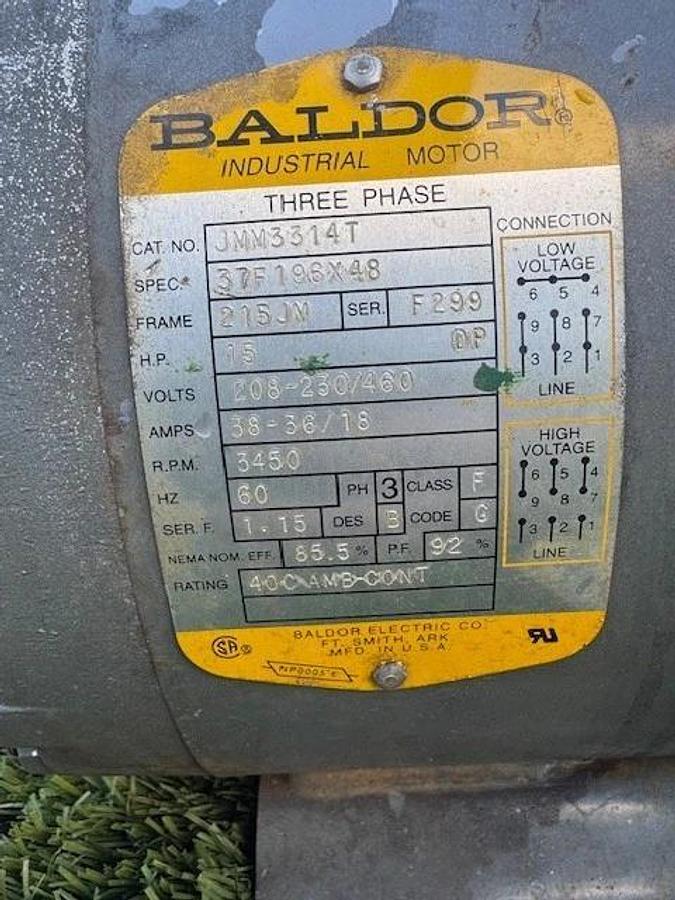 BALDOR®
INDUSTRIAL MOTOR
THREE PHASE
CAT. NO. JMM3314T
SPEC. 37F196X48
FRAME 215JM SER. F299
H.P. 15 OP
VOLTS 208-230/460
AMPS 38-36/18
R.P.M. 3450
HZ 60 PH 3 CLASS F
SER. F. 1.15 DES B CODE G
NEMA NOM. EFF. 85.5 % P.F. 92 %
RATING 40C AMB-CONT
CONNECTION
LOW
VOLTAGE
6 5 4
9 8 7
3 2 1
LINE
HIGH
VOLTAGE
6 5 4
9 8 7
3 2 1
LINE
BALDOR ELECTRIC CO.
FT. SMITH, ARK
MFD. IN U.S.A.
SA ®
RU